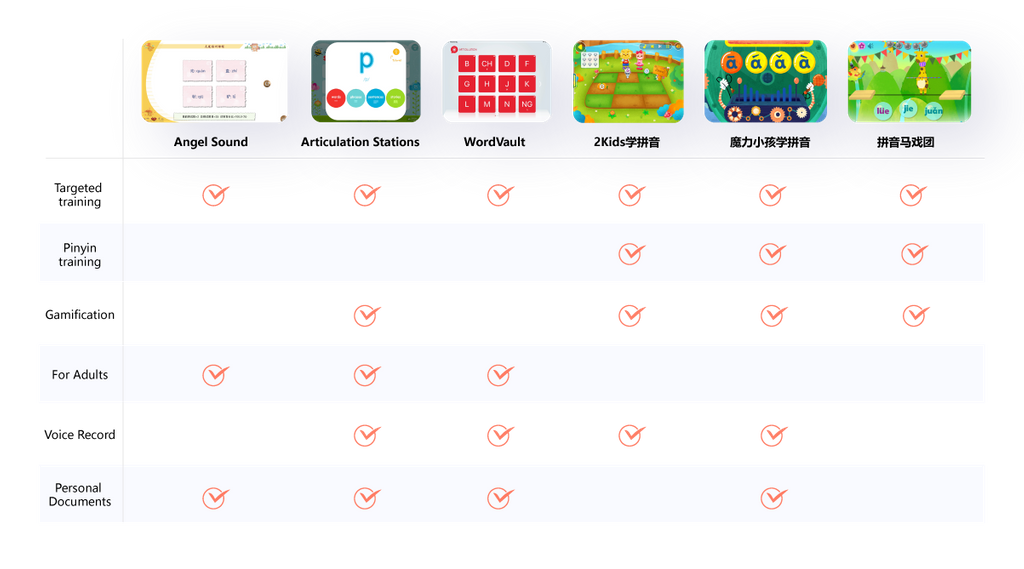 p
B CH D F
G H J K
L M N NG
ā á ǎ à
lüe jie juān
Angel Sound
Articulation Stations
WordVault
2Kids学拼音
魔力小孩学拼音
拼音马戏团
Targeted
training
Pinyin
training
Gamification
For Adults
Voice Record
Personal
Documents